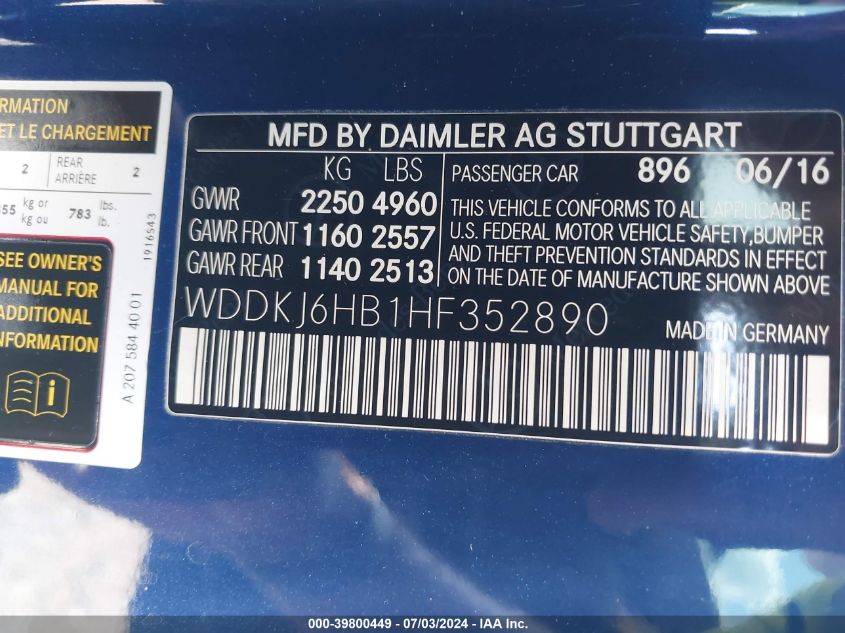 RMATION
ET LE CHARGEMENT
2 REAR ARRIÈRE 2
55 kg or kg ou 783 lbs. lb.
1916543
SEE OWNER'S
MANUAL FOR
ADDITIONAL
INFORMATION
A 207 584 40 01
MFD BY DAIMLER AG STUTTGART
KG LBS
GVWR 2250 4960
GAWR FRONT 1160 2557
GAWR REAR 1140 2513
PASSENGER CAR 896 06/16
THIS VEHICLE CONFORMS TO ALL APPLICABLE
U.S. FEDERAL MOTOR VEHICLE SAFETY,BUMPER
AND THEFT PREVENTION STANDARDS IN EFFECT
ON THE DATE OF MANUFACTURE SHOWN ABOVE
WDDKJ6HB1HF352890
MADE IN GERMANY
000-39800449 - 07/03/2024 - IAA Inc.